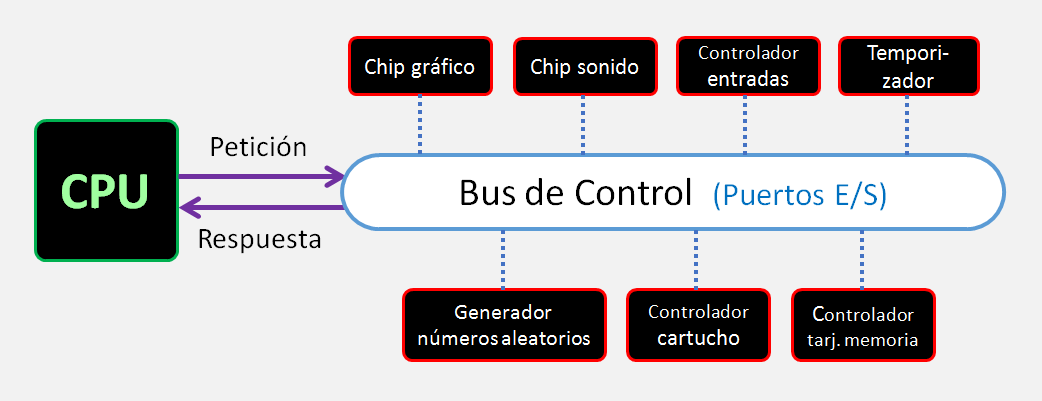 Chip gráfico
Chip sonido
Controlador
entradas
Tempori-
zador
CPU
Petición
Respuesta
Bus de Control (Puertos E/S)
Generador
números aleatorios
Controlador
cartucho
Controlador
tarj. memoria